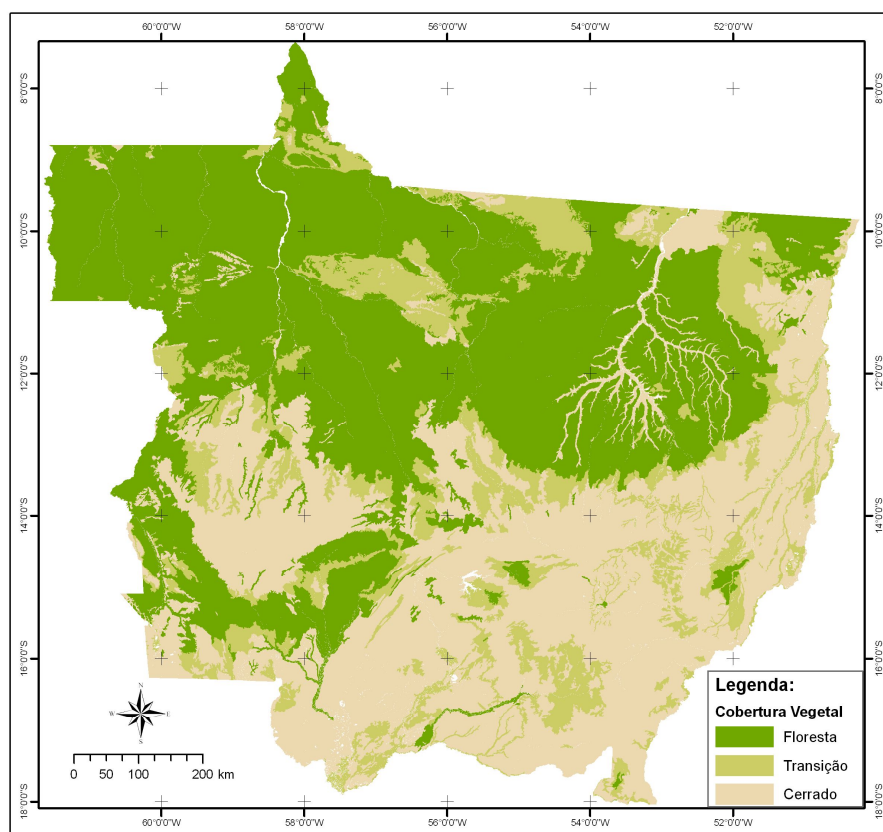 60°0'0"W 58°0'0"W 56°0'0"W 54°0'0"W 52°0'0"W
8°0'0"S 8°0'0"S
10°0'0"S 10°0'0"S
12°0'0"S 12°0'0"S
14°0'0"S 14°0'0"S
16°0'0"S 16°0'0"S
18°0'0"S 18°0'0"S
N
W E
S
0 50 100 200 km
Legenda:
Cobertura Vegetal
Floresta
Transição
Cerrado
60°0'0"W 58°0'0"W 56°0'0"W 54°0'0"W 52°0'0"W